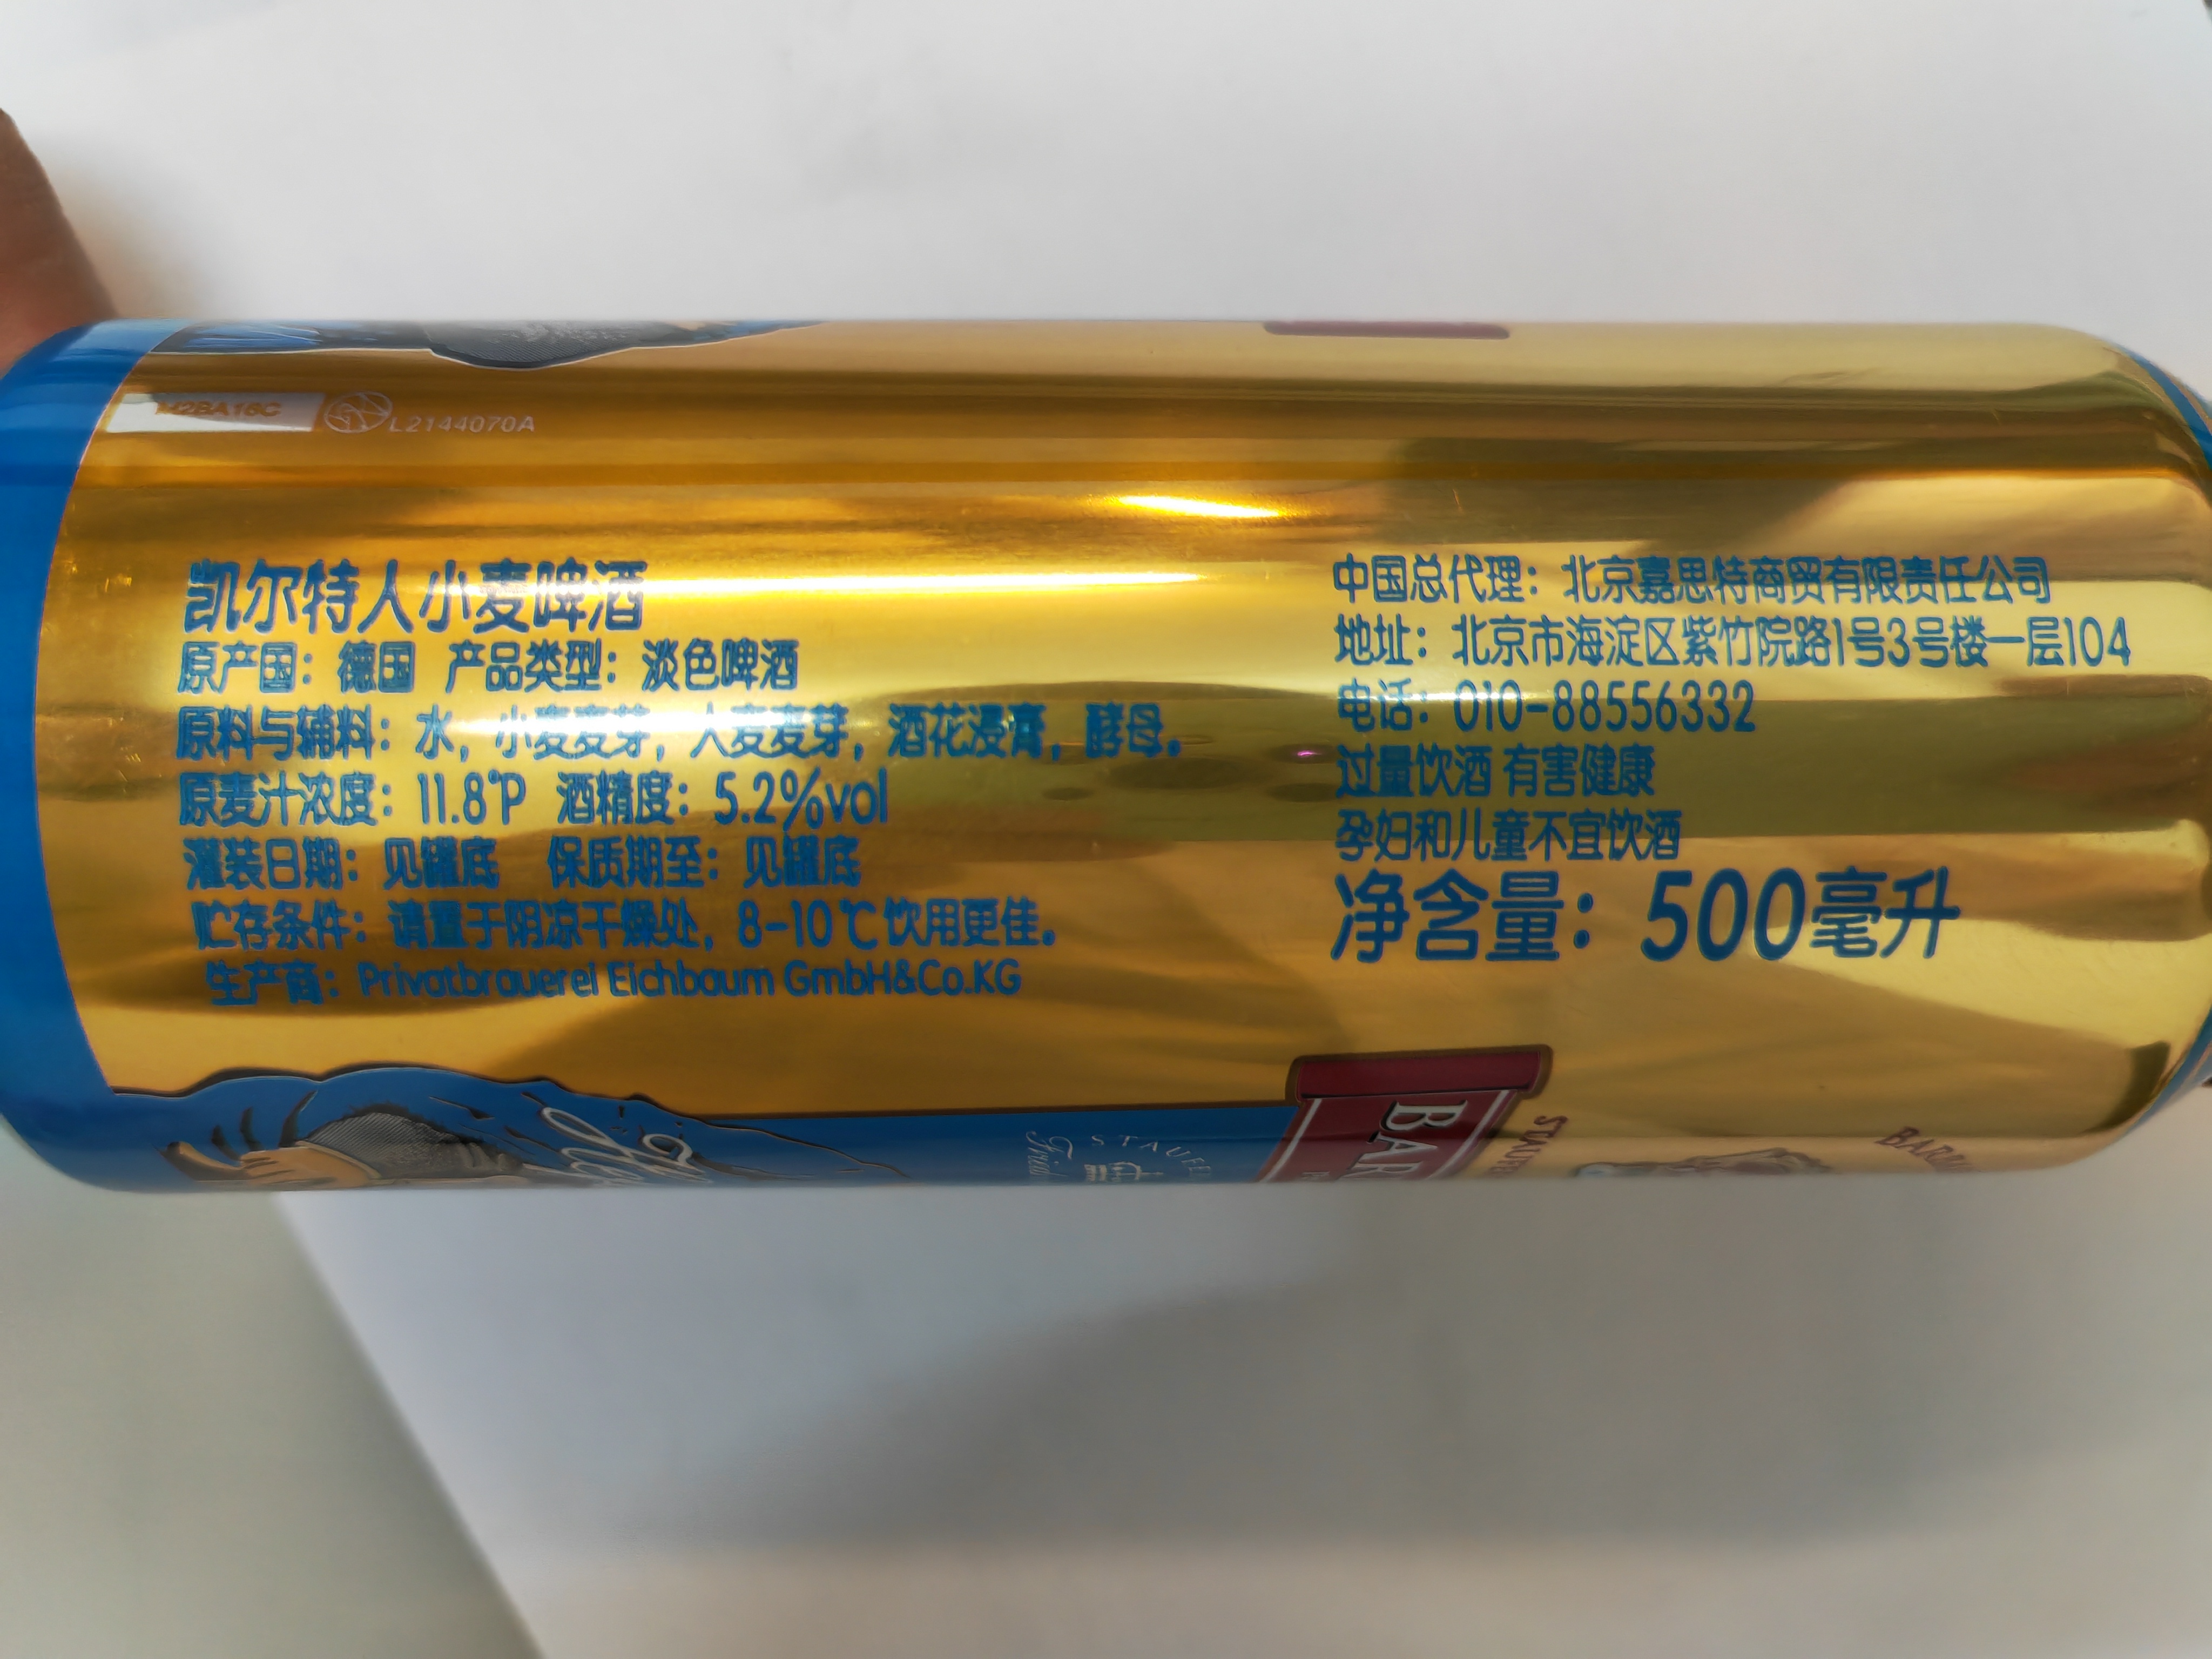 M2BA16C
L2144070A
凯尔特人小麦啤酒
原产国：德国 产品类型：淡色啤酒
原料与辅料：水，小麦麦芽，大麦麦芽，酒花浸膏，酵母。
原麦汁浓度：11.8°P 酒精度：5.2%vol
灌装日期：见罐底 保质期至：见罐底
贮存条件：请置于阴凉干燥处，8-10℃饮用更佳。
生产商：Privatbrauerei Eichbaum GmbH&Co.KG
中国总代理：北京嘉思特商贸有限责任公司
地址：北京市海淀区紫竹院路1号3号楼一层104
电话：010-88556332
过量饮酒 有害健康
孕妇和儿童不宜饮酒
净含量：500毫升
BAR